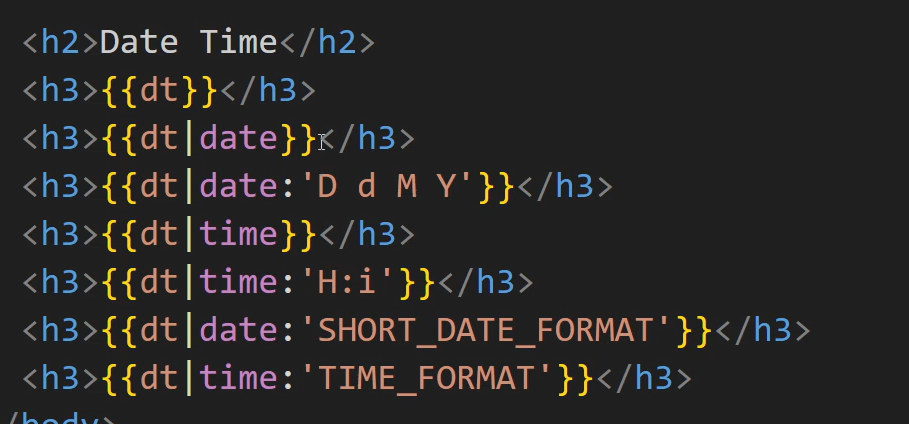 <h2>Date Time</h2>
<h3>{{dt}}</h3>
<h3>{{dt|date}}</h3>
<h3>{{dt|date:'D d M Y'}}</h3>
<h3>{{dt|time}}</h3>
<h3>{{dt|time:'H:i'}}</h3>
<h3>{{dt|date:'SHORT_DATE_FORMAT'}}</h3>
<h3>{{dt|time:'TIME_FORMAT'}}</h3>
/body>